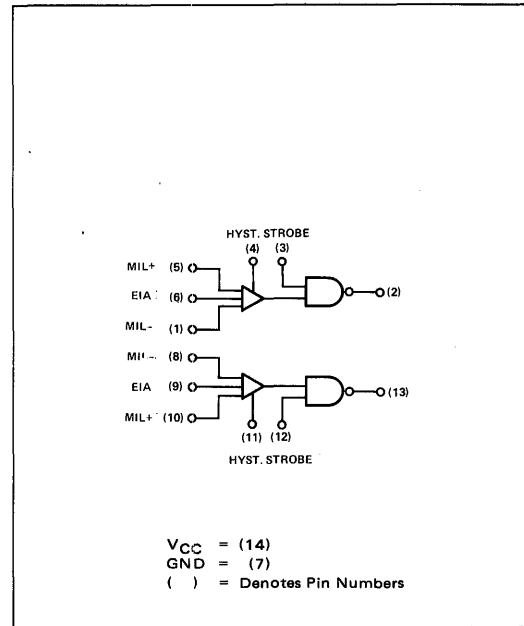 HYST. STROBE
(4) (3)
MIL+ (5)
EIA (6)
(2)
MIL- (1)
MIL- (8)
EIA (9)
(13)
MIL+ (10)
(11) (12)
HYST. STROBE
VCC = (14)
GND = (7)
( ) = Denotes Pin Numbers